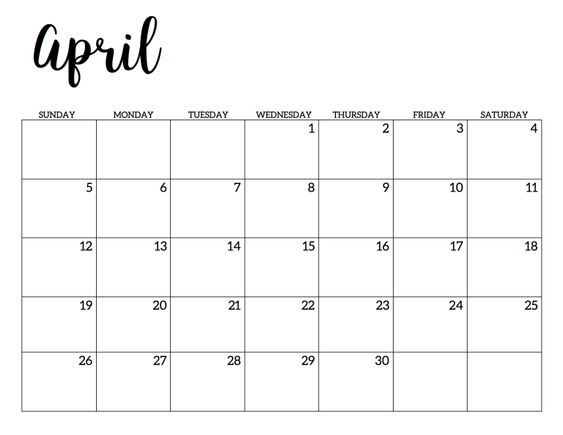 April
SUNDAY MONDAY TUESDAY WEDNESDAY THURSDAY FRIDAY SATURDAY
1 2 3 4
5 6 7 8 9 10 11
12 13 14 15 16 17 18
19 20 21 22 23 24 25
26 27 28 29 30